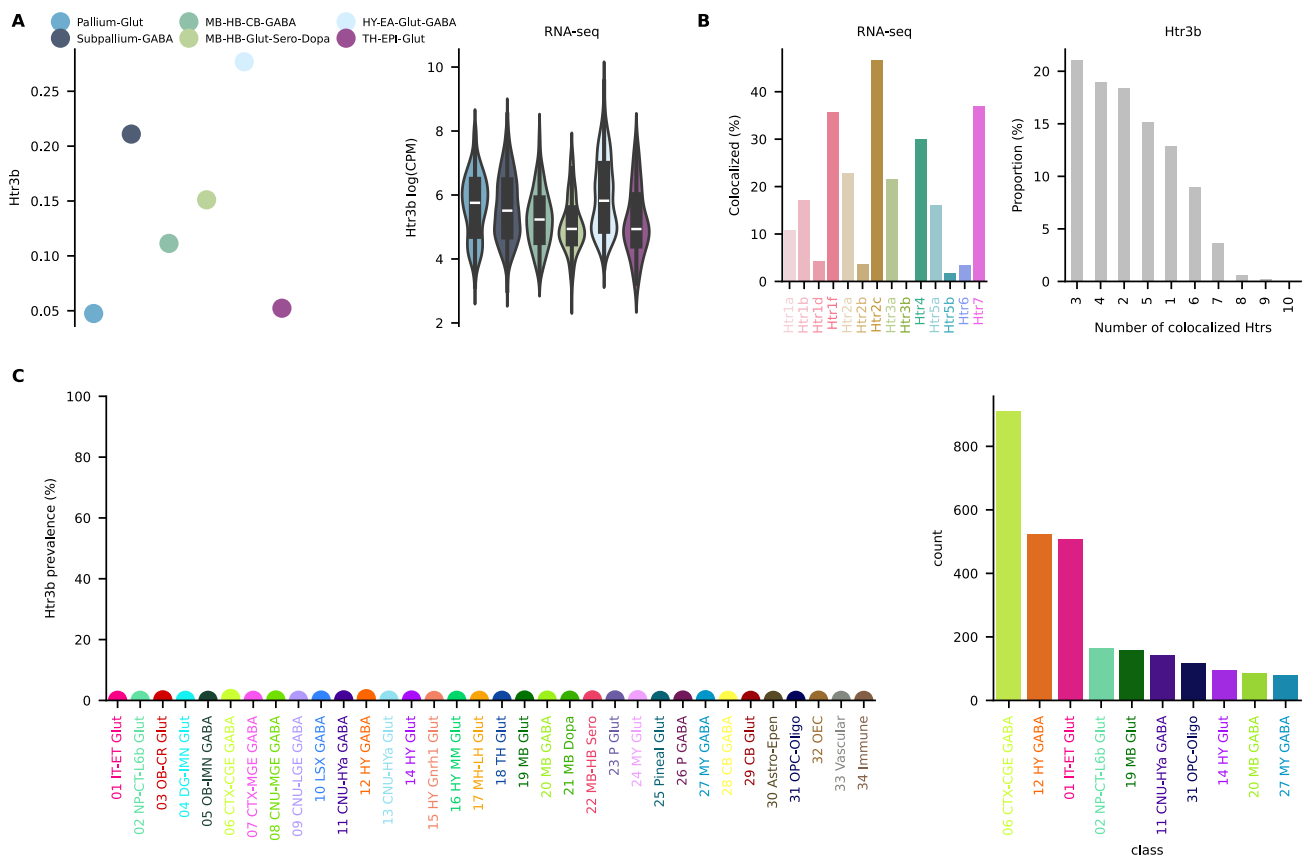 A
Pallium-Glut
Subpallium-GABA
MB-HB-CB-GABA
MB-HB-Glut-Sero-Dopa
HY-EA-Glut-GABA
TH-EPI-Glut
Htr3b
0.25
0.20
0.15
0.10
0.05
RNA-seq
Htr3b log(CPM)
10
8
6
4
2
B
RNA-seq
Colocalized (%)
40
30
20
10
0
Htr1a
Htr1b
Htr1d
Htr1f
Htr2a
Htr2b
Htr2c
Htr3a
Htr3b
Htr4
Htr5a
Htr5b
Htr6
Htr7
Htr3b
Proportion (%)
20
15
10
5
0
3
4
2
5
1
6
7
8
9
10
Number of colocalized Htrs
C
Htr3b prevalence (%)
100
80
60
40
20
0
01 IT-ET Glut
02 NP-CT-L6b Glut
03 OB-CR Glut
04 DG-IMN Glut
05 OB-IMN GABA
06 CTX-CGE GABA
07 CTX-MGE GABA
08 CNU-MGE GABA
09 CNU-LGE GABA
10 LSX GABA
11 CNU-HYa GABA
12 HY GABA
13 CNU-HYa Glut
14 HY Glut
15 HY Gnrh1 Glut
16 HY MM Glut
17 MH-LH Glut
18 TH Glut
19 MB Glut
20 MB GABA
21 MB Dopa
22 MB-HB Sero
23 P Glut
24 MY Glut
25 Pineal Glut
26 P GABA
27 MY GABA
28 CB GABA
29 CB Glut
30 Astro-Epen
31 OPC-Oligo
32 OEC
33 Vascular
34 Immune
count
800
600
400
200
0
06 CTX-CGE GABA
12 HY GABA
01 IT-ET Glut
02 NP-CT-L6b Glut
19 MB Glut
11 CNU-HYa GABA
31 OPC-Oligo
14 HY Glut
20 MB GABA
27 MY GABA
class